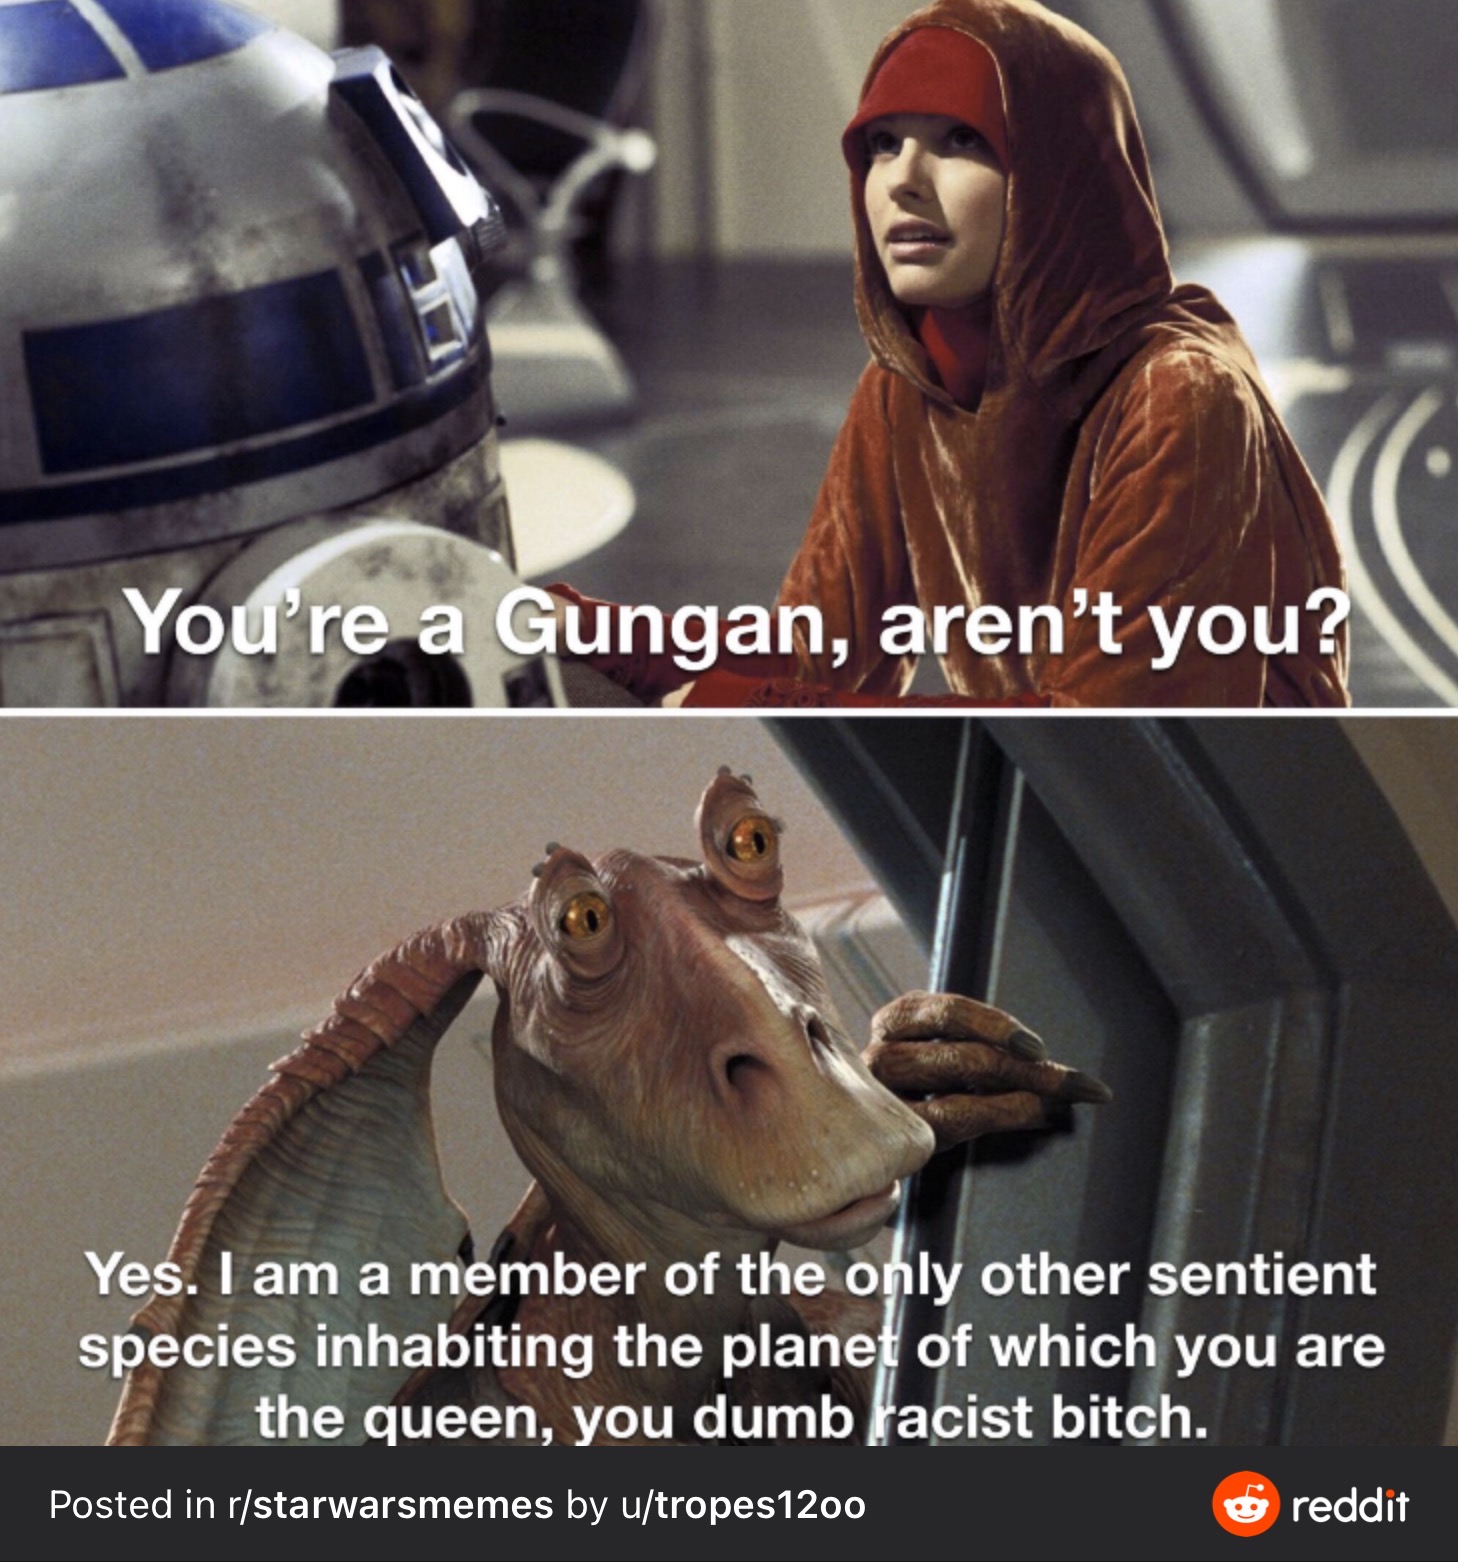 You’re a Gungan, aren’t you?
Yes. I am a member of the only other sentient
species inhabiting the planet of which you are
the queen, you dumb racist bitch.
Posted in r/starwarsmemes by u/tropes12oo
reddit